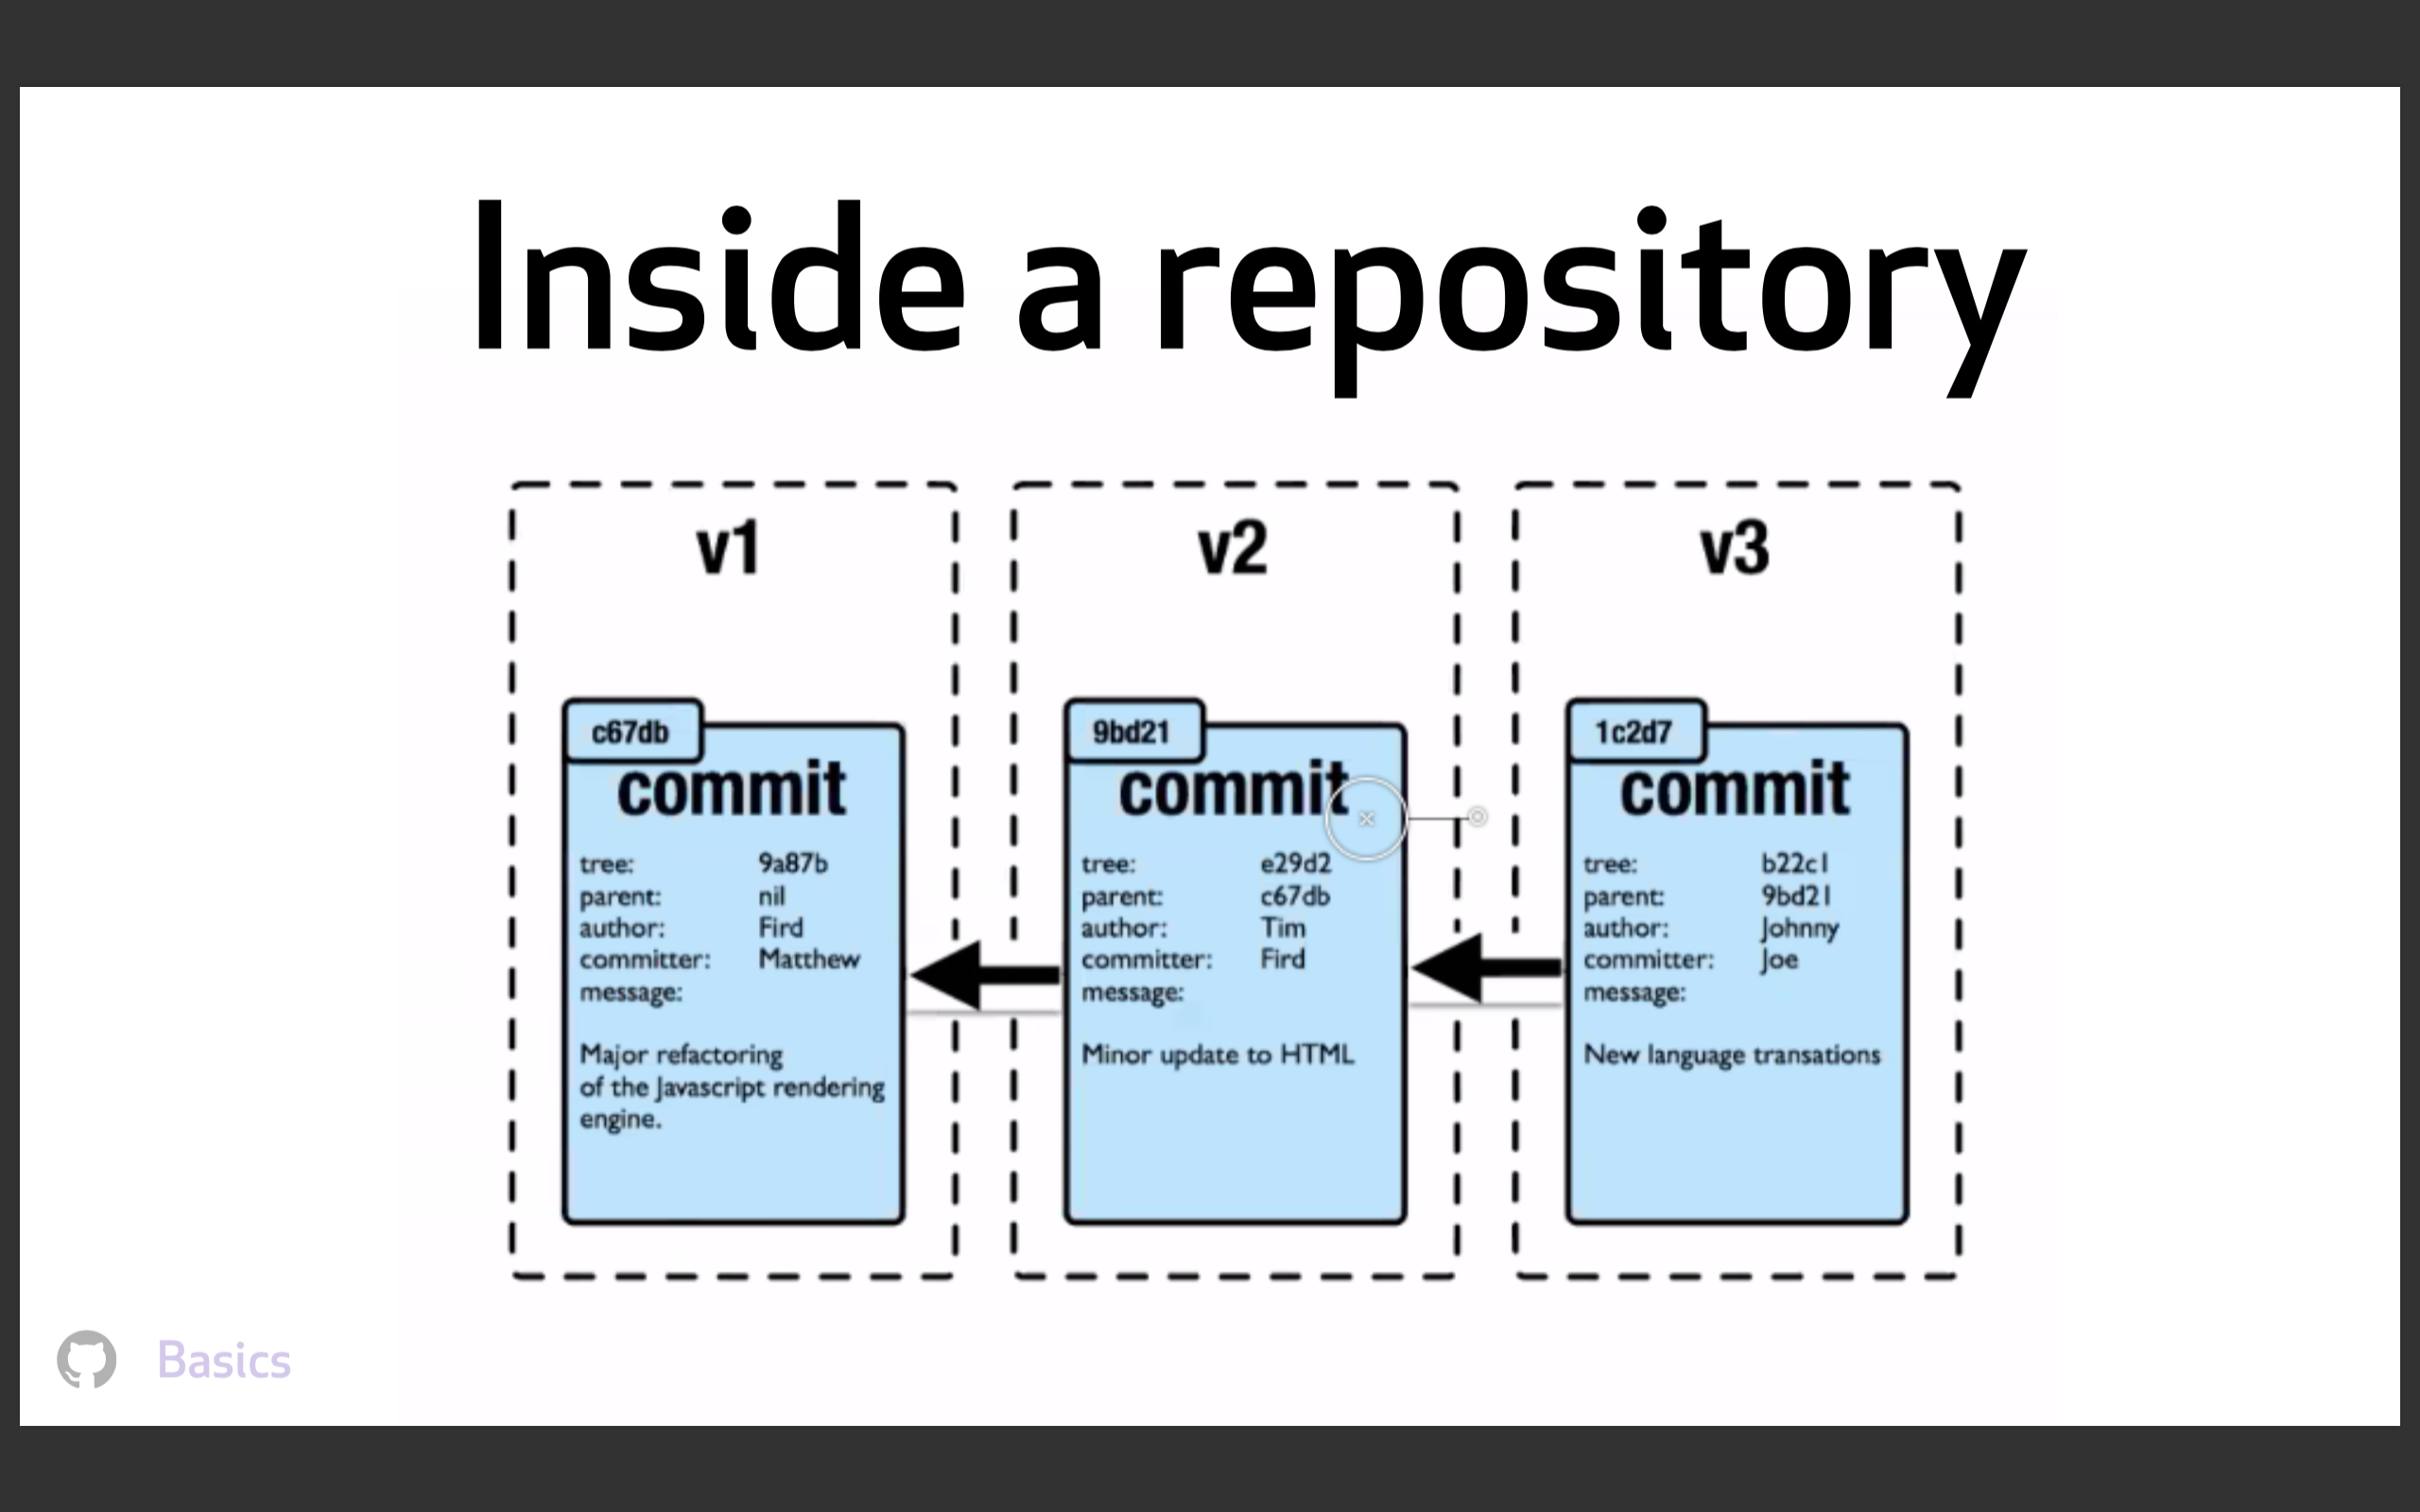 Inside a repository
v1
c67db
commit
tree: 9a87b
parent: nil
author: Fird
committer: Matthew
message:
Major refactoring
of the Javascript rendering
engine.
v2
9bd21
commit
tree: e29d2
parent: c67db
author: Tim
committer: Fird
message:
Minor update to HTML
v3
1c2d7
commit
tree: b22c1
parent: 9bd21
author: Johnny
committer: Joe
message:
New language transations
Basics